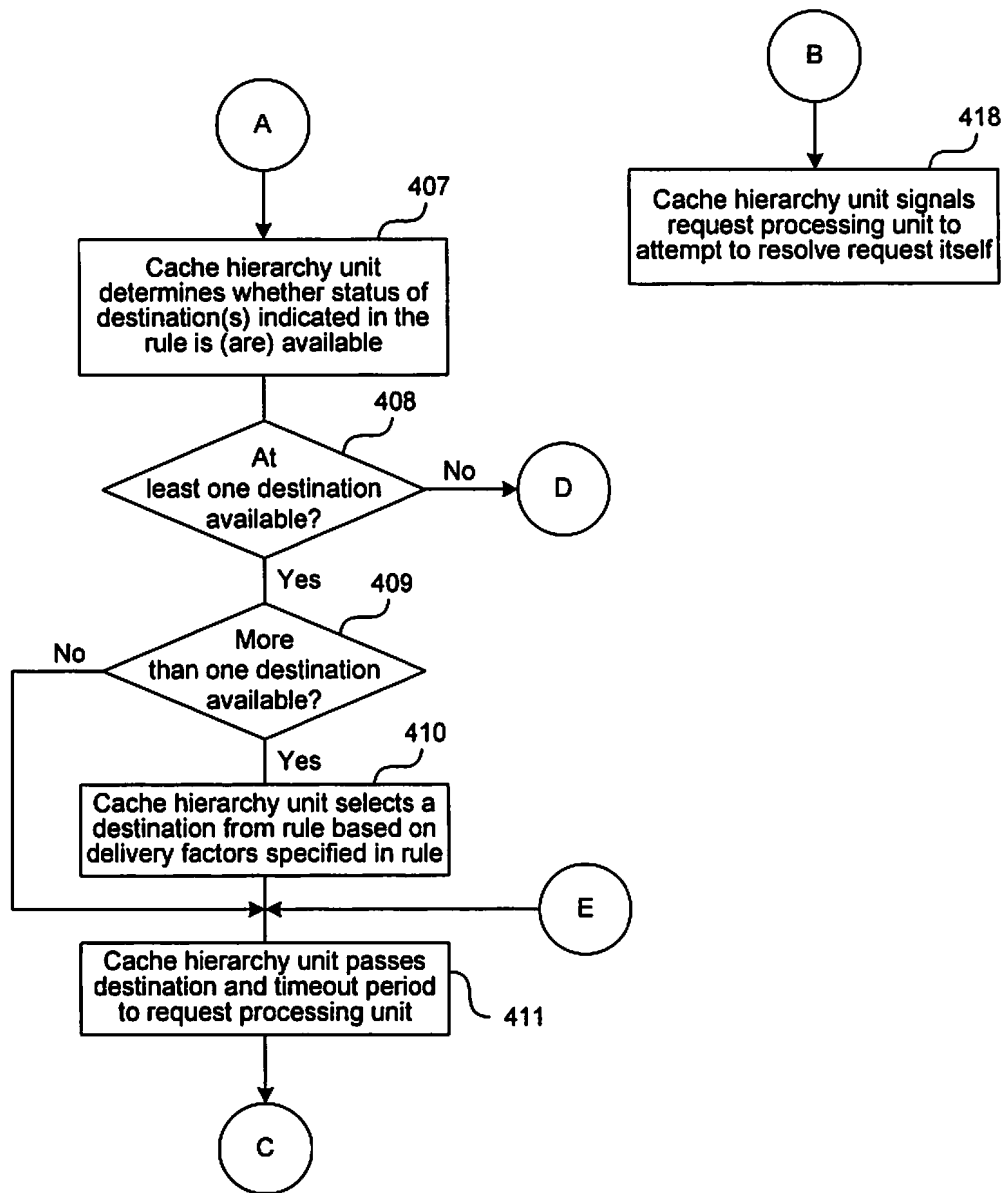 A
407
Cache hierarchy unit
determines whether status of
destination(s) indicated in the
rule is (are) available
408
At
least one destination
available?
No
D
Yes
409
More
than one destination
available?
No
Yes
410
Cache hierarchy unit selects a
destination from rule based on
delivery factors specified in rule
E
Cache hierarchy unit passes
destination and timeout period
to request processing unit
411
C
B
418
Cache hierarchy unit signals
request processing unit to
attempt to resolve request itself